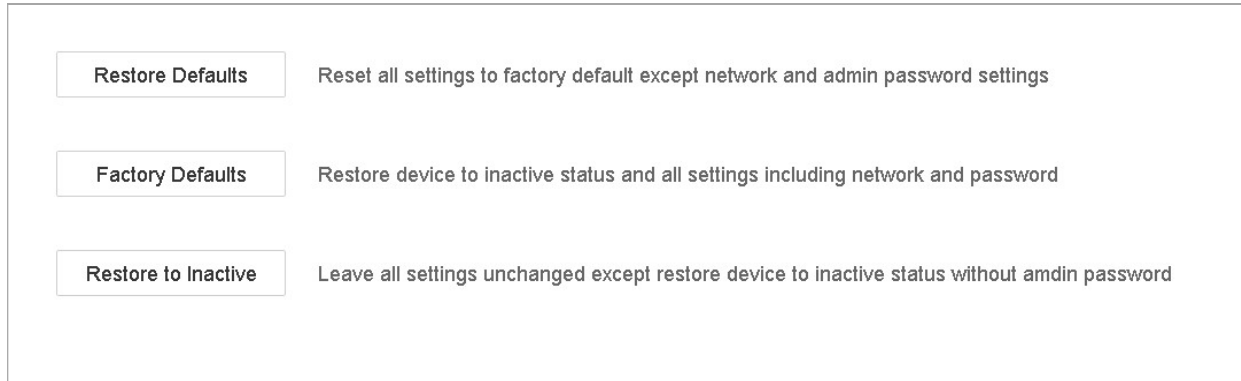 Restore Defaults Reset all settings to factory default except network and admin password settings
Factory Defaults Restore device to inactive status and all settings including network and password
Restore to Inactive Leave all settings unchanged except restore device to inactive status without amdin password